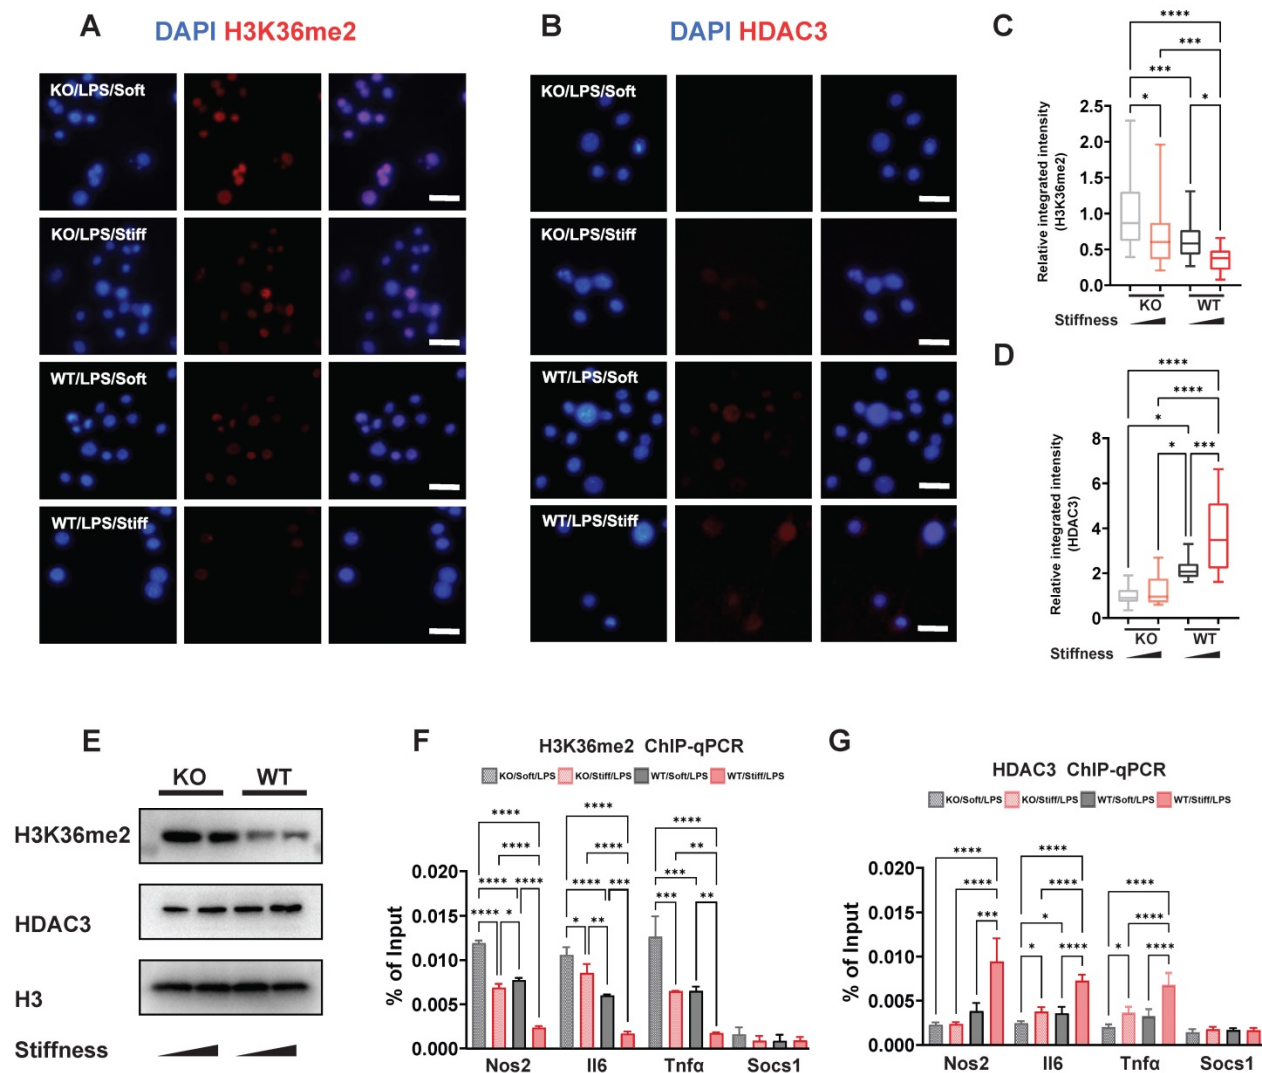 A
DAPI H3K36me2
KO/LPS/Soft
KO/LPS/Stiff
WT/LPS/Soft
WT/LPS/Stiff
B
DAPI HDAC3
KO/LPS/Soft
KO/LPS/Stiff
WT/LPS/Soft
WT/LPS/Stiff
C
****
***
***
* *
Relative integrated intensity
(H3K36me2)
2.5
2.0
1.5
1.0
0.5
0.0
KO WT
Stiffness
D
****
****
*
* ***
Relative integrated intensity
(HDAC3)
8
6
4
2
0
KO WT
Stiffness
E
KO WT
H3K36me2
HDAC3
H3
Stiffness
F
H3K36me2 ChIP-qPCR
KO/Soft/LPS KO/Stiff/LPS WT/Soft/LPS WT/Stiff/LPS
% of Input
0.020
0.015
0.010
0.005
0.000
****
****
**** ****
**** *
****
****
**** ***
* **
****
**
***
*** **
Nos2 Il6 Tnfα Socs1
G
HDAC3 ChIP-qPCR
KO/Soft/LPS KO/Stiff/LPS WT/Soft/LPS WT/Stiff/LPS
% of Input
0.020
0.015
0.010
0.005
0.000
****
****
***
****
****
*
* ****
****
****
* ****
Nos2 Il6 Tnfα Socs1